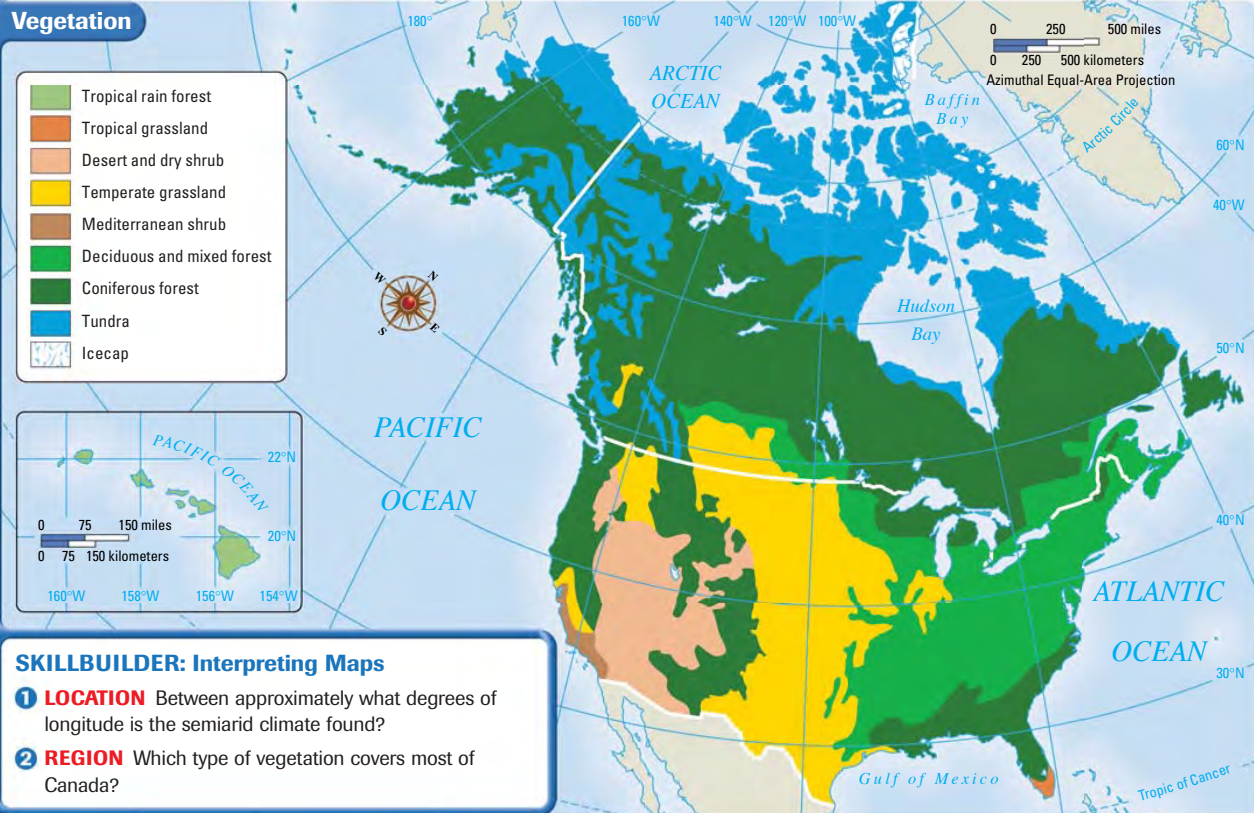 Vegetation
Tropical rain forest
Tropical grassland
Desert and dry shrub
Temperate grassland
Mediterranean shrub
Deciduous and mixed forest
Coniferous forest
Tundra
Icecap
180°
160°W
140°W
120°W
100°W
0 250 500 miles
0 250 500 kilometers
Azimuthal Equal-Area Projection
ARCTIC
OCEAN
Baffin
Bay
Arctic Circle
60°N
40°W
N
W
E
S
Hudson
Bay
50°N
PACIFIC
OCEAN
40°N
ATLANTIC
OCEAN
30°N
Gulf of Mexico
Tropic of Cancer
PACIFIC OCEAN
22°N
0 75 150 miles
0 75 150 kilometers
20°N
160°W
158°W
156°W
154°W
SKILLBUILDER: Interpreting Maps
1 LOCATION Between approximately what degrees of
longitude is the semiarid climate found?
2 REGION Which type of vegetation covers most of
Canada?